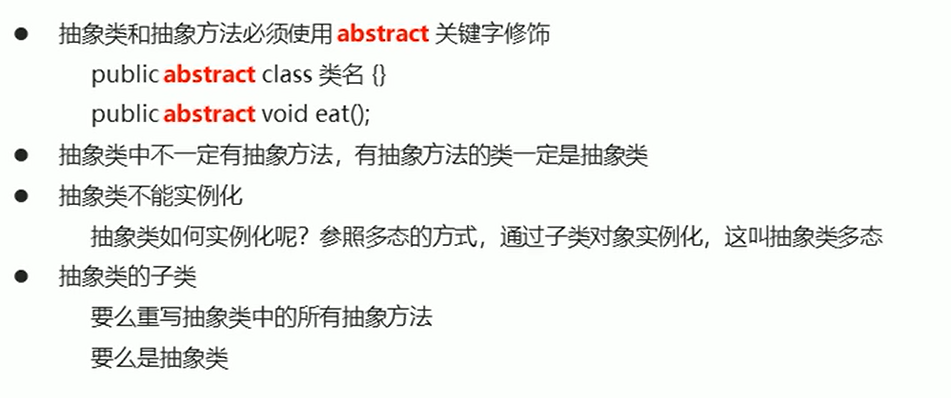 ● 抽象类和抽象方法必须使用 abstract 关键字修饰
public abstract class 类名 {}
public abstract void eat();
● 抽象类中不一定有抽象方法，有抽象方法的类一定是抽象类
● 抽象类不能实例化
抽象类如何实例化呢？参照多态的方式，通过子类对象实例化，这叫抽象类多态
● 抽象类的子类
要么重写抽象类中的所有抽象方法
要么是抽象类